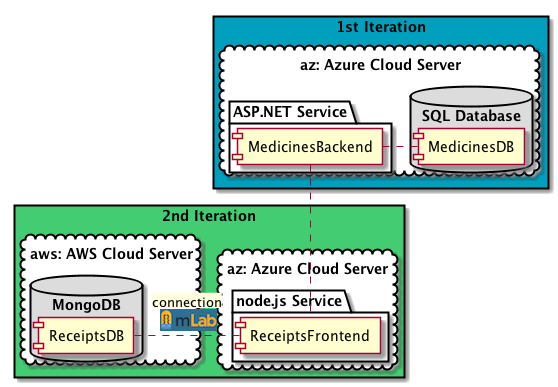 1st Iteration
az: Azure Cloud Server
ASP.NET Service
SQL Database
MedicinesBackend
MedicinesDB
2nd Iteration
aws: AWS Cloud Server
az: Azure Cloud Server
MongoDB
connection
node.js Service
mLab
ReceiptsDB
ReceiptsFrontend